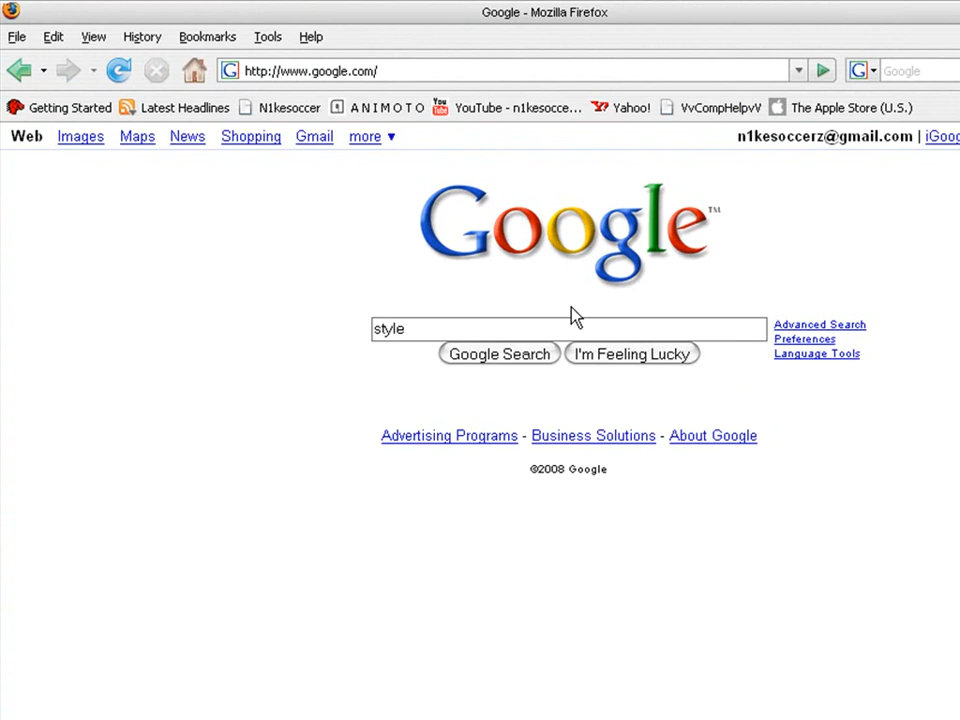 Google - Mozilla Firefox
File Edit View History Bookmarks Tools Help
http://www.google.com/ Google
Getting Started Latest Headlines N1kesoccer A N I M O T O YouTube - n1kesocce... Yahoo! VvCompHelpvV The Apple Store (U.S.)
Web Images Maps News Shopping Gmail more ▼ n1kesoccerz@gmail.com | iGoog
Google™
style
Advanced Search
Preferences
Language Tools
Google Search I'm Feeling Lucky
Advertising Programs - Business Solutions - About Google
©2008 Google